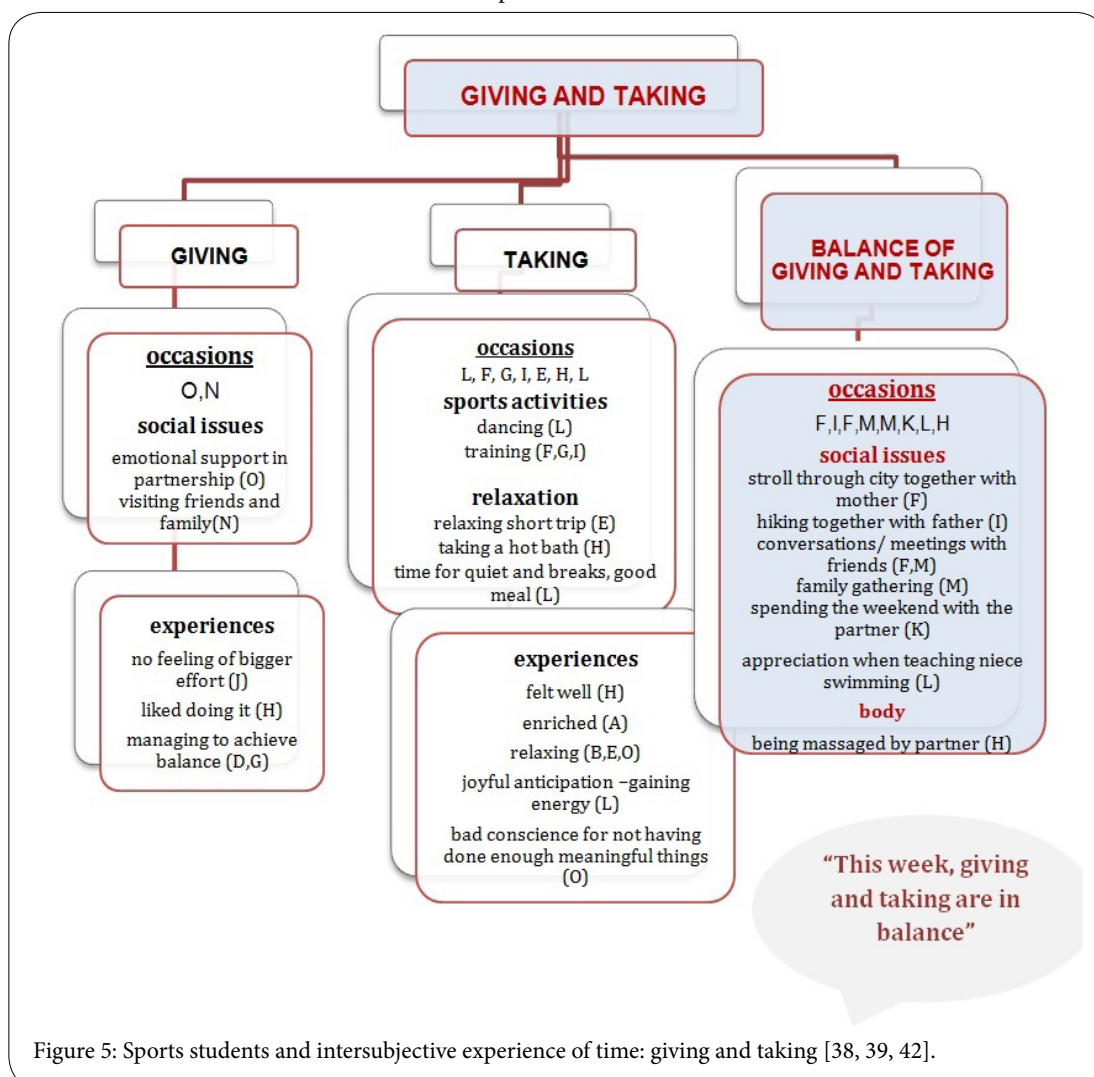 GIVING AND TAKING
GIVING
occasions
O,N
social issues
emotional support in
partnership (O)
visiting friends and
family(N)
experiences
no feeling of bigger
effort (J)
liked doing it (H)
managing to achieve
balance (D,G)
TAKING
occasions
L, F, G, I, E, H, L
sports activities
dancing (L)
training (F,G,I)
relaxation
relaxing short trip (E)
taking a hot bath (H)
time for quiet and breaks, good
meal (L)
experiences
felt well (H)
enriched (A)
relaxing (B,E,O)
joyful anticipation –gaining
energy (L)
bad conscience for not having
done enough meaningful things
(O)
BALANCE OF
GIVING AND TAKING
occasions
F,I,F,M,M,K,L,H
social issues
stroll through city together with
mother (F)
hiking together with father (I)
conversations/ meetings with
friends (F,M)
family gathering (M)
spending the weekend with the
partner (K)
appreciation when teaching niece
swimming (L)
body
being massaged by partner (H)
“This week, giving
and taking are in
balance”
Figure 5: Sports students and intersubjective experience of time: giving and taking [38, 39, 42].